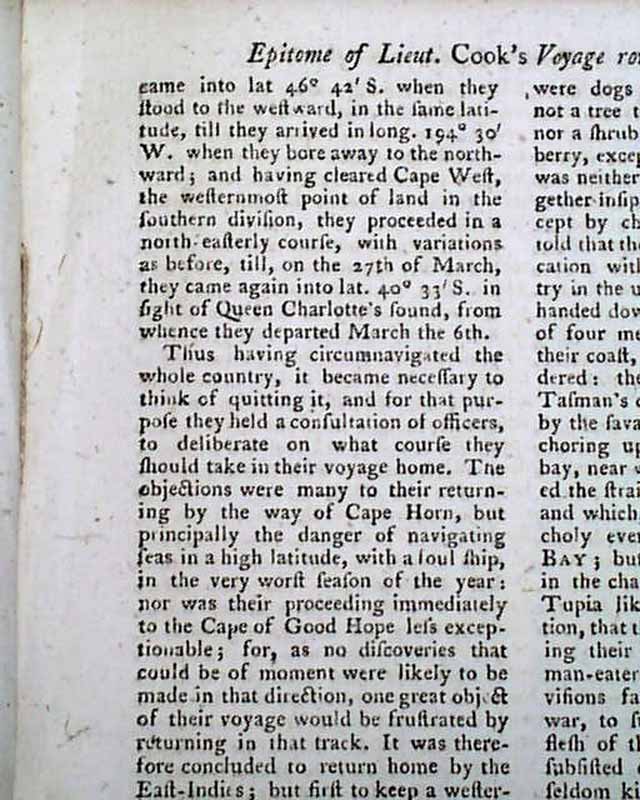 Epitome of Lieut. Cook's Voyage ro
came into lat 46° 42' S. when they
ſtood to the weſtward, in the ſame lati-
tude, till they arrived in long. 194° 30'
W. when they bore away to the north-
ward; and having cleared Cape Weſt,
the weſternmoſt point of land in the
ſouthern diviſion, they proceeded in a
north-eaſterly courſe, with variations
as before, till, on the 27th of March,
they came again into lat. 40° 33' S. in
ſight of Queen Charlotte's ſound, from
whence they departed March the 6th.
Thus having circumnavigated the
whole country, it became neceſſary to
think of quitting it, and for that pur-
poſe they held a conſultation of officers,
to deliberate on what courſe they
ſhould take in their voyage home. The
objections were many to their return-
ing by the way of Cape Horn, but
principally the danger of navigating
ſeas in a high latitude, with a foul ſhip,
in the very worſt ſeaſon of the year:
nor was their proceeding immediately
to the Cape of Good Hope leſs excep-
tionable; for, as no diſcoveries that
could be of moment were likely to be
made in that direction, one great object
of their voyage would be fruſtrated by
returning in that track. It was there-
fore concluded to return home by the
Eaſt-Indies; but firſt to keep a weſter-
were dogs
not a tree t
nor a ſhrub
berry, excep
was neither
gether inſip
cept by ch
told that the
cation with
try in the u
handed dow
of four me
their coaſt,
dered: the
Taſman's
by the ſava
choring up
bay, near
ed the ſtrai
and which
choly eve
BAY; but
in the cha
Tupia lik
tion, that t
ing their
man-eater
viſions fa
war, to ſ
fleſh of t
ſubſiſted
ſeldom ki